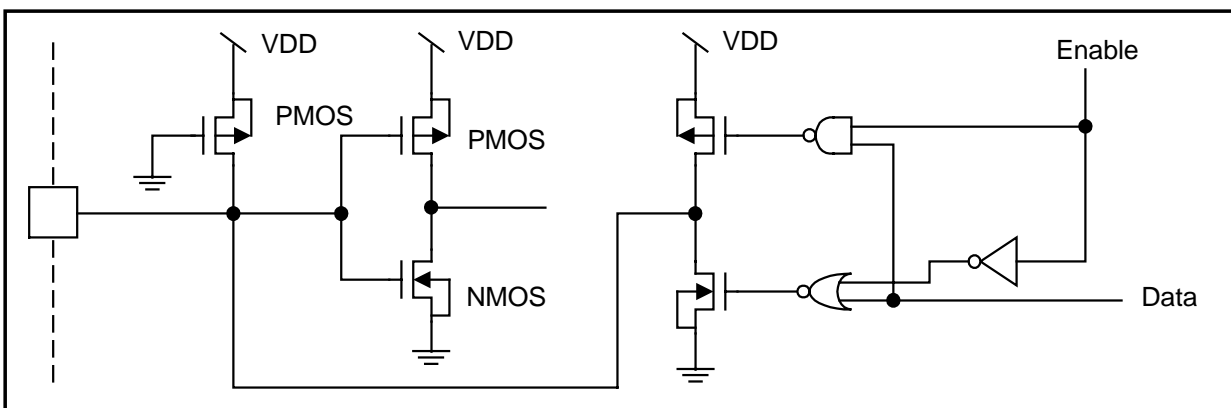 VDD
VDD
VDD
Enable
PMOS
PMOS
NMOS
Data